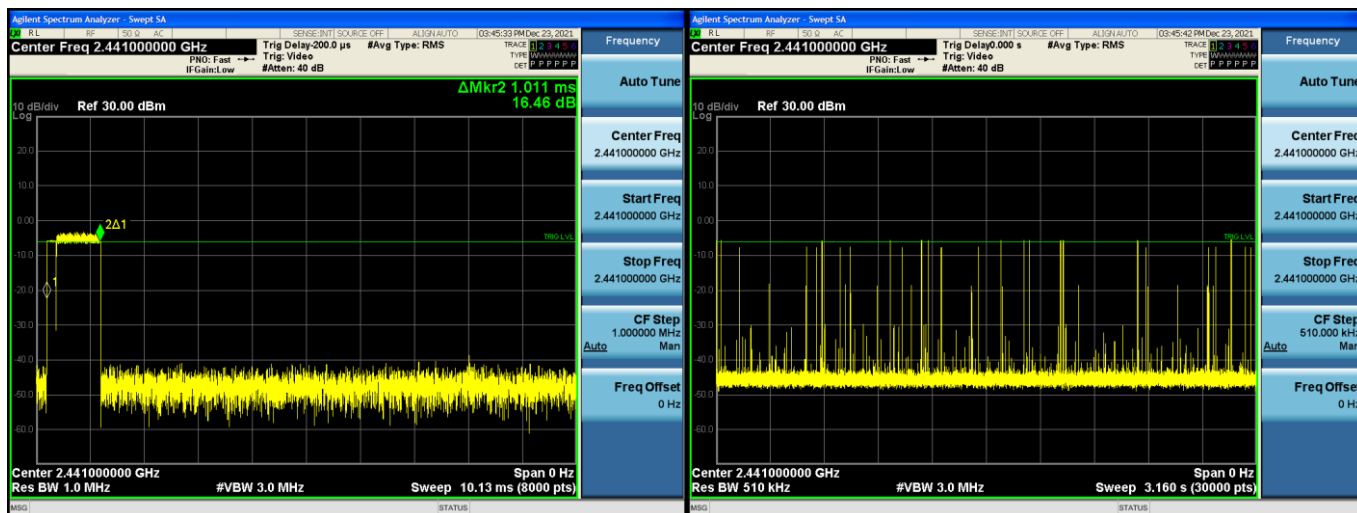 Agilent Spectrum Analyzer - Swept SA
RL RF 50 Ω AC SENSE:INT SOURCE OFF ALIGN AUTO 03:45:33 PM Dec 23, 2021
Center Freq 2.441000000 GHz
PNO: Fast
IFGain:Low
Trig Delay-200.0 µs
Trig: Video
#Atten: 40 dB
#Avg Type: RMS
TRACE 1 2 3 4 5 6
TYPE
DET P P P P P P
ΔMkr2 1.011 ms
16.46 dB
10 dB/div Ref 30.00 dBm
Log
20.0
10.0
0.00
-10.0
-20.0
-30.0
-40.0
-50.0
-60.0
2Δ1
1
TRIG LVL
Center 2.441000000 GHz Span 0 Hz
Res BW 1.0 MHz #VBW 3.0 MHz Sweep 10.13 ms (8000 pts)
MSG STATUS
Frequency
Auto Tune
Center Freq
2.441000000 GHz
Start Freq
2.441000000 GHz
Stop Freq
2.441000000 GHz
CF Step
1.000000 MHz
Auto Man
Freq Offset
0 Hz
Agilent Spectrum Analyzer - Swept SA
RL RF 50 Ω AC SENSE:INT SOURCE OFF ALIGN AUTO 03:45:42 PM Dec 23, 2021
Center Freq 2.441000000 GHz
PNO: Fast
IFGain:Low
Trig Delay0.000 s
Trig: Video
#Atten: 40 dB
#Avg Type: RMS
TRACE 1 2 3 4 5 6
TYPE
DET P P P P P P
10 dB/div Ref 30.00 dBm
Log
20.0
10.0
0.00
-10.0
-20.0
-30.0
-40.0
-50.0
-60.0
TRIG LVL
Center 2.441000000 GHz Span 0 Hz
Res BW 510 kHz #VBW 3.0 MHz Sweep 3.160 s (30000 pts)
MSG STATUS
Frequency
Auto Tune
Center Freq
2.441000000 GHz
Start Freq
2.441000000 GHz
Stop Freq
2.441000000 GHz
CF Step
510.000 kHz
Auto Man
Freq Offset
0 Hz